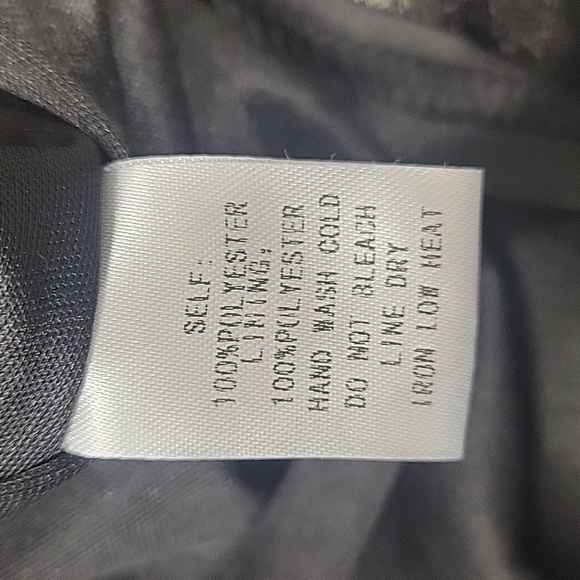 SELF:
100%POLYESTER
LINING:
100%POLYESTER
HAND WASH COLD
DO NOT BLEACH
LINE DRY
IRON LOW HEAT